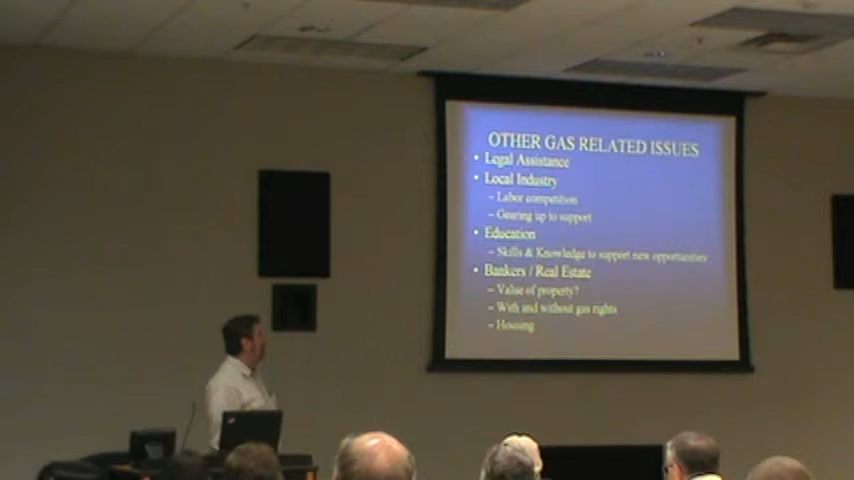 OTHER GAS RELATED ISSUES
• Legal Assistance
• Local Industry
– Labor competition
– Gearing up to support
• Education
– Skills & Knowledge to support new opportunities
• Bankers / Real Estate
– Value of property?
– With and without gas rights
– Housing